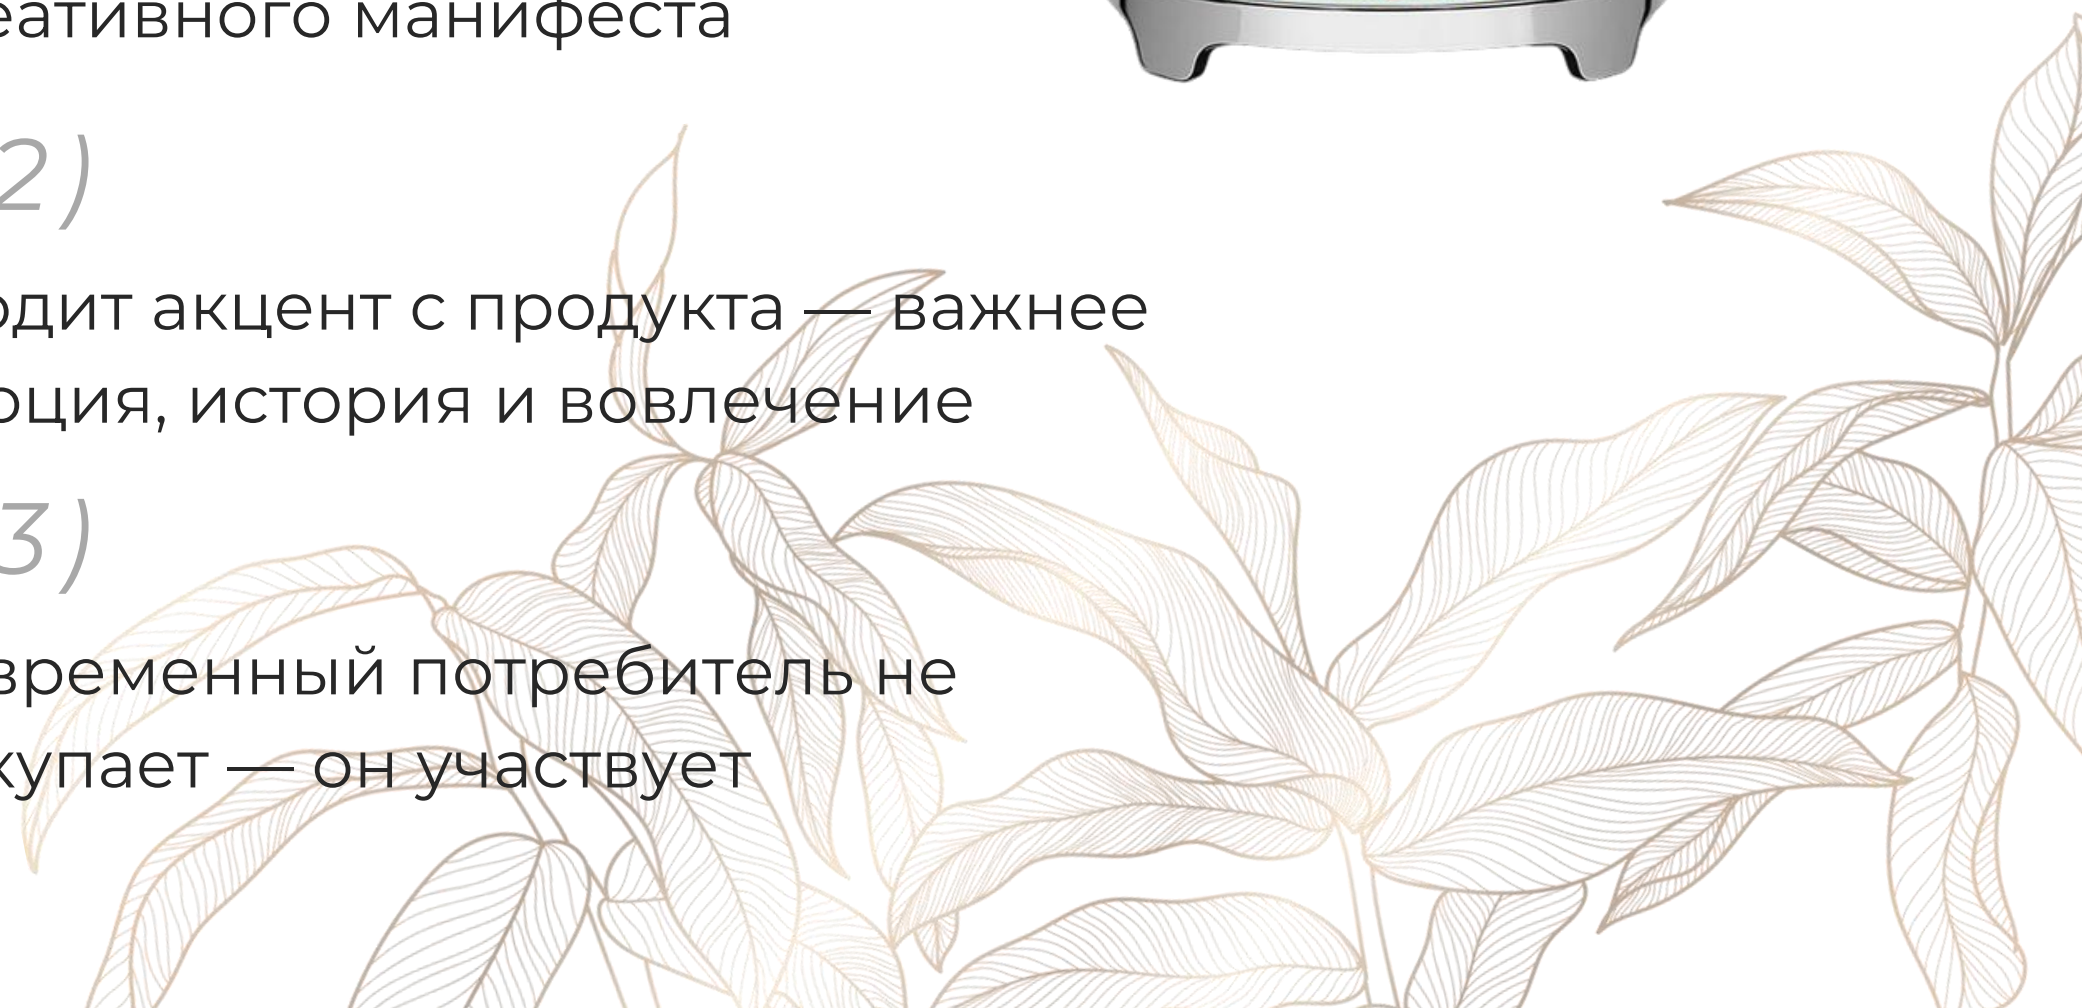 еативного манифеста
2)
одит акцент с продукта — важнее
оция, история и вовлечение
3)
временный потребитель не
купает — он участвует